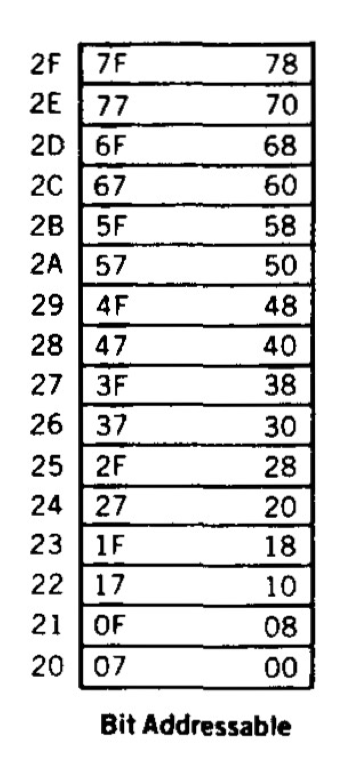 2F 7F 78
2E 77 70
2D 6F 68
2C 67 60
2B 5F 58
2A 57 50
29 4F 48
28 47 40
27 3F 38
26 37 30
25 2F 28
24 27 20
23 1F 18
22 17 10
21 0F 08
20 07 00
Bit Addressable